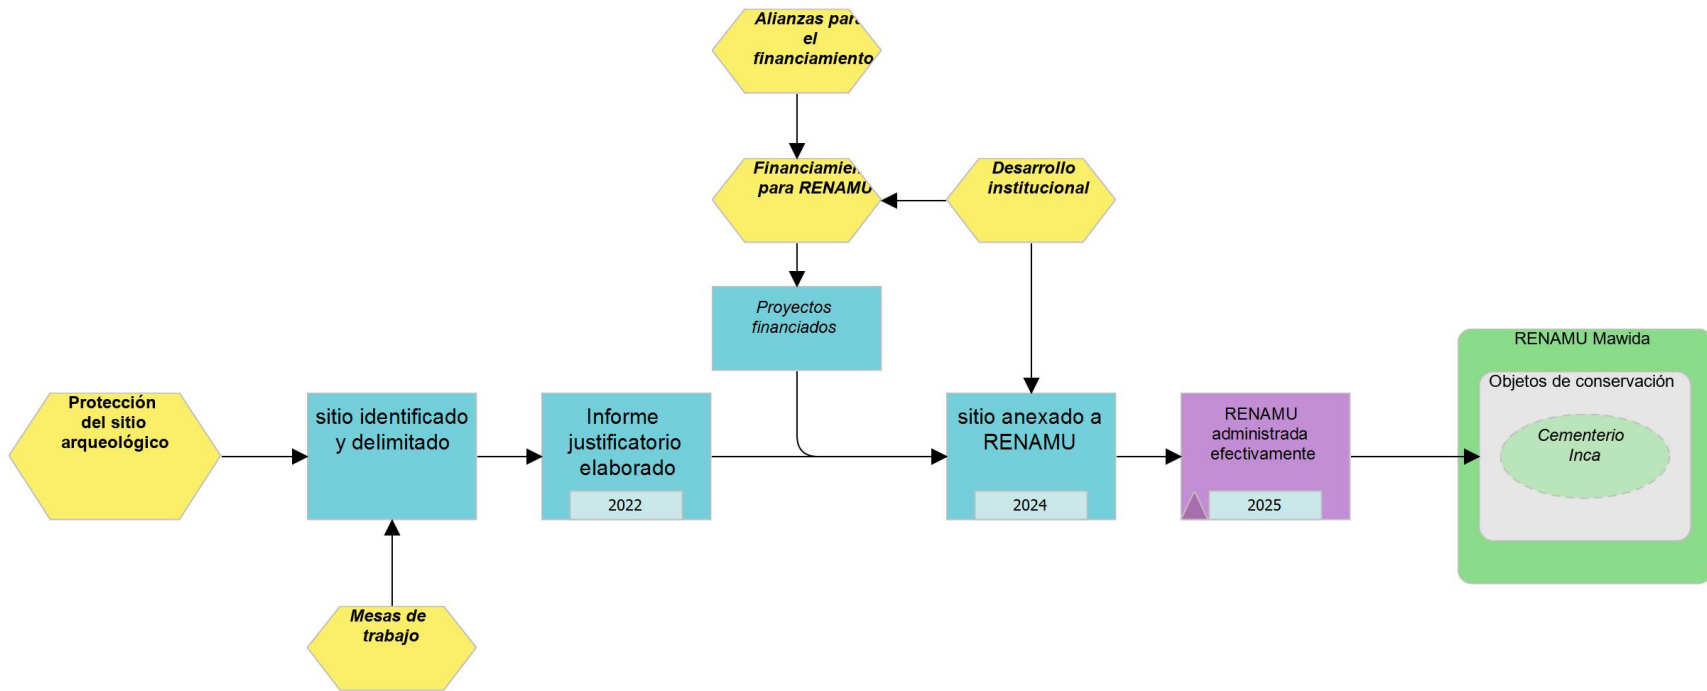 Alianzas para
el
financiamiento
Financiamien
para RENAMU
Desarrollo
institucional
Proyectos
financiados
RENAMU Mawida
Objetos de conservación
Cementerio
Inca
Protección
del sitio
arqueológico
sitio identificado
y delimitado
Informe
justificatorio
elaborado
2022
sitio anexado a
RENAMU
2024
RENAMU
administrada
efectivamente
2025
Mesas de
trabajo